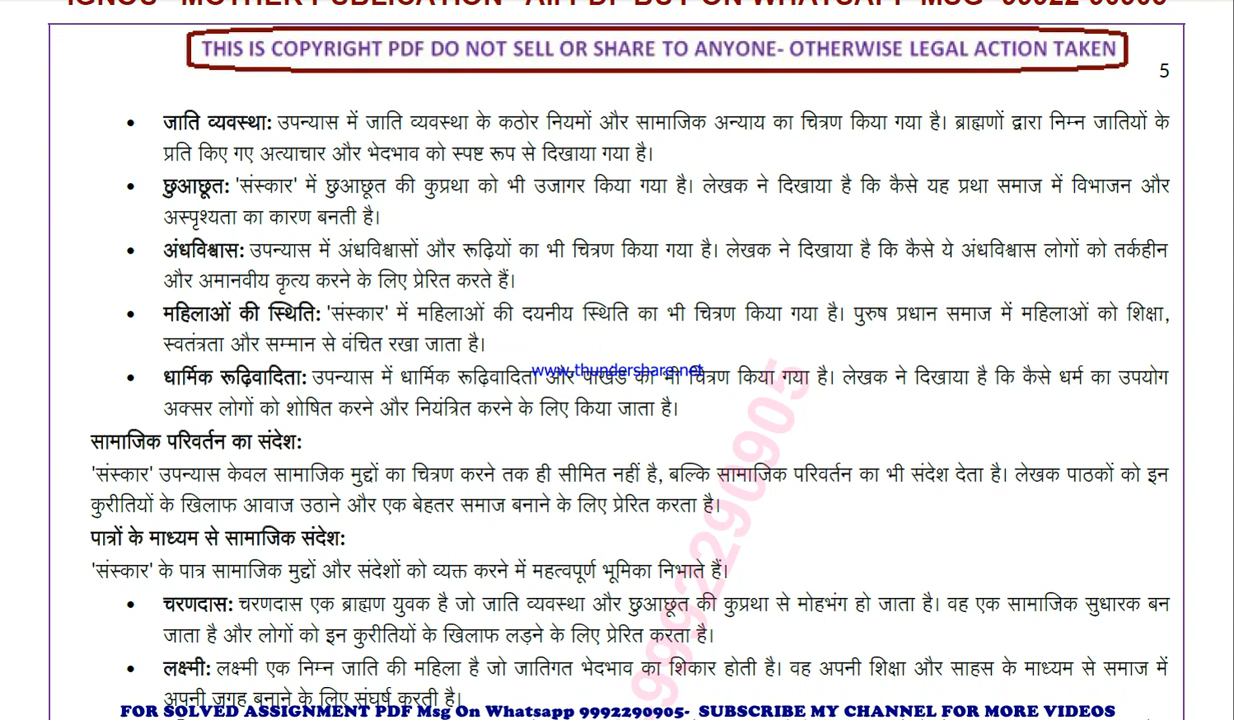 THIS IS COPYRIGHT PDF DO NOT SELL OR SHARE TO ANYONE- OTHERWISE LEGAL ACTION TAKEN
5
• जाति व्यवस्था: उपन्यास में जाति व्यवस्था के कठोर नियमों और सामाजिक अन्याय का चित्रण किया गया है। ब्राह्मणों द्वारा निम्न जातियों के
प्रति किए गए अत्याचार और भेदभाव को स्पष्ट रूप से दिखाया गया है।
• छुआछूत: 'संस्कार' में छुआछूत की कुप्रथा को भी उजागर किया गया है। लेखक ने दिखाया है कि कैसे यह प्रथा समाज में विभाजन और
अस्पृश्यता का कारण बनती है।
• अंधविश्वास: उपन्यास में अंधविश्वासों और रूढ़ियों का भी चित्रण किया गया है। लेखक ने दिखाया है कि कैसे ये अंधविश्वास लोगों को तर्कहीन
और अमानवीय कृत्य करने के लिए प्रेरित करते हैं।
• महिलाओं की स्थिति: 'संस्कार' में महिलाओं की दयनीय स्थिति का भी चित्रण किया गया है। पुरुष प्रधान समाज में महिलाओं को शिक्षा,
स्वतंत्रता और सम्मान से वंचित रखा जाता है।
www.thundershare.net
• धार्मिक रूढ़िवादिता: उपन्यास में धार्मिक रूढ़िवादिता और पाखंड का भी चित्रण किया गया है। लेखक ने दिखाया है कि कैसे धर्म का उपयोग
अक्सर लोगों को शोषित करने और नियंत्रित करने के लिए किया जाता है।
सामाजिक परिवर्तन का संदेश:
'संस्कार' उपन्यास केवल सामाजिक मुद्दों का चित्रण करने तक ही सीमित नहीं है, बल्कि सामाजिक परिवर्तन का भी संदेश देता है। लेखक पाठकों को इन
कुरीतियों के खिलाफ आवाज उठाने और एक बेहतर समाज बनाने के लिए प्रेरित करता है।
पात्रों के माध्यम से सामाजिक संदेश:
'संस्कार' के पात्र सामाजिक मुद्दों और संदेशों को व्यक्त करने में महत्वपूर्ण भूमिका निभाते हैं।
• चरणदास: चरणदास एक ब्राह्मण युवक है जो जाति व्यवस्था और छुआछूत की कुप्रथा से मोहभंग हो जाता है। वह एक सामाजिक सुधारक बन
जाता है और लोगों को इन कुरीतियों के खिलाफ लड़ने के लिए प्रेरित करता है।
• लक्ष्मी: लक्ष्मी एक निम्न जाति की महिला है जो जातिगत भेदभाव का शिकार होती है। वह अपनी शिक्षा और साहस के माध्यम से समाज में
अपनी जगह बनाने के लिए संघर्ष करती है।
9992290905
FOR SOLVED ASSIGNMENT PDF Msg On Whatsapp 9992290905- SUBSCRIBE MY CHANNEL FOR MORE VIDEOS